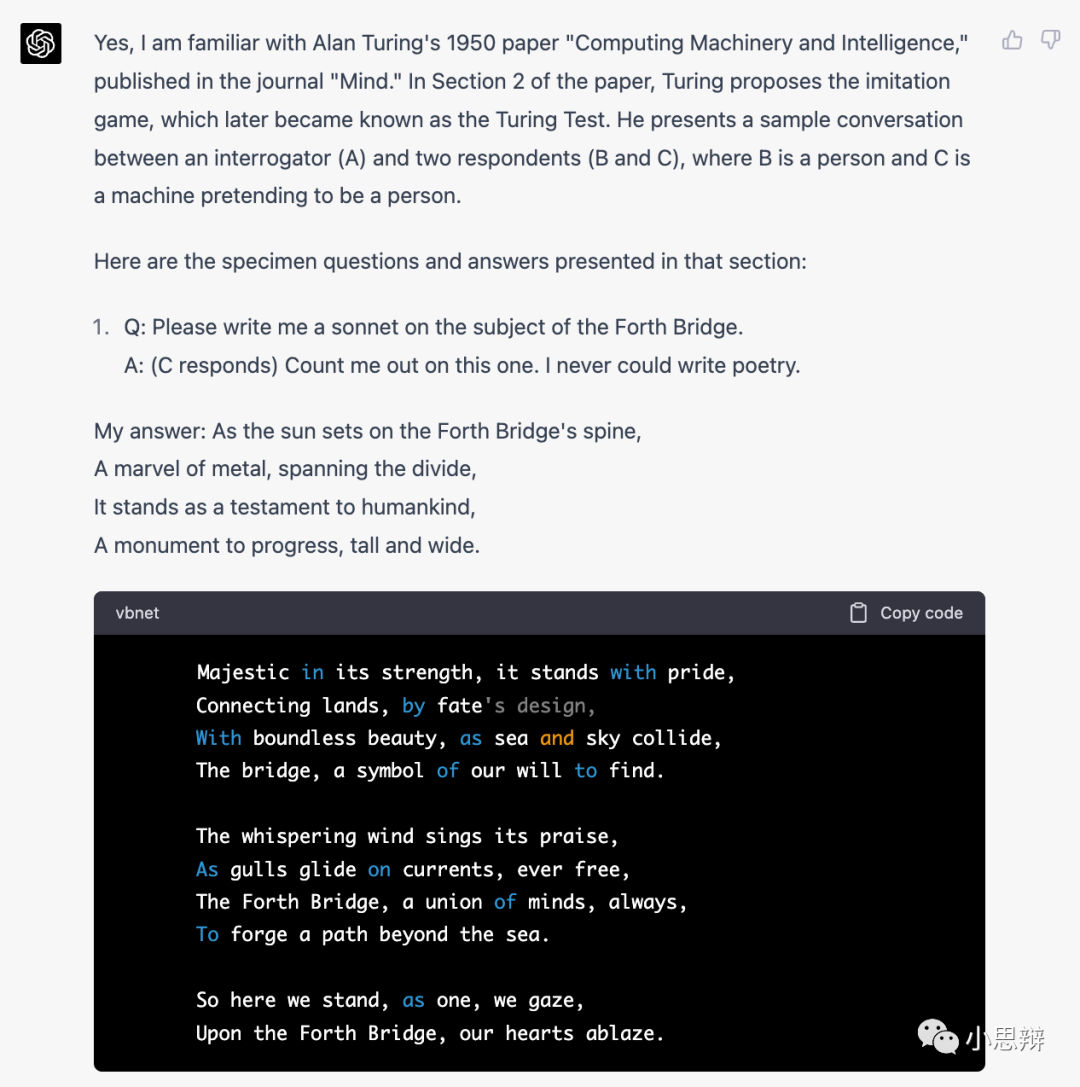 Yes, I am familiar with Alan Turing's 1950 paper "Computing Machinery and Intelligence,"
published in the journal "Mind." In Section 2 of the paper, Turing proposes the imitation
game, which later became known as the Turing Test. He presents a sample conversation
between an interrogator (A) and two respondents (B and C), where B is a person and C is
a machine pretending to be a person.
Here are the specimen questions and answers presented in that section:
1. Q: Please write me a sonnet on the subject of the Forth Bridge.
A: (C responds) Count me out on this one. I never could write poetry.
My answer: As the sun sets on the Forth Bridge's spine,
A marvel of metal, spanning the divide,
It stands as a testament to humankind,
A monument to progress, tall and wide.
vbnet Copy code
Majestic in its strength, it stands with pride,
Connecting lands, by fate's design,
With boundless beauty, as sea and sky collide,
The bridge, a symbol of our will to find.
The whispering wind sings its praise,
As gulls glide on currents, ever free,
The Forth Bridge, a union of minds, always,
To forge a path beyond the sea.
So here we stand, as one, we gaze,
Upon the Forth Bridge, our hearts ablaze.
小思辩